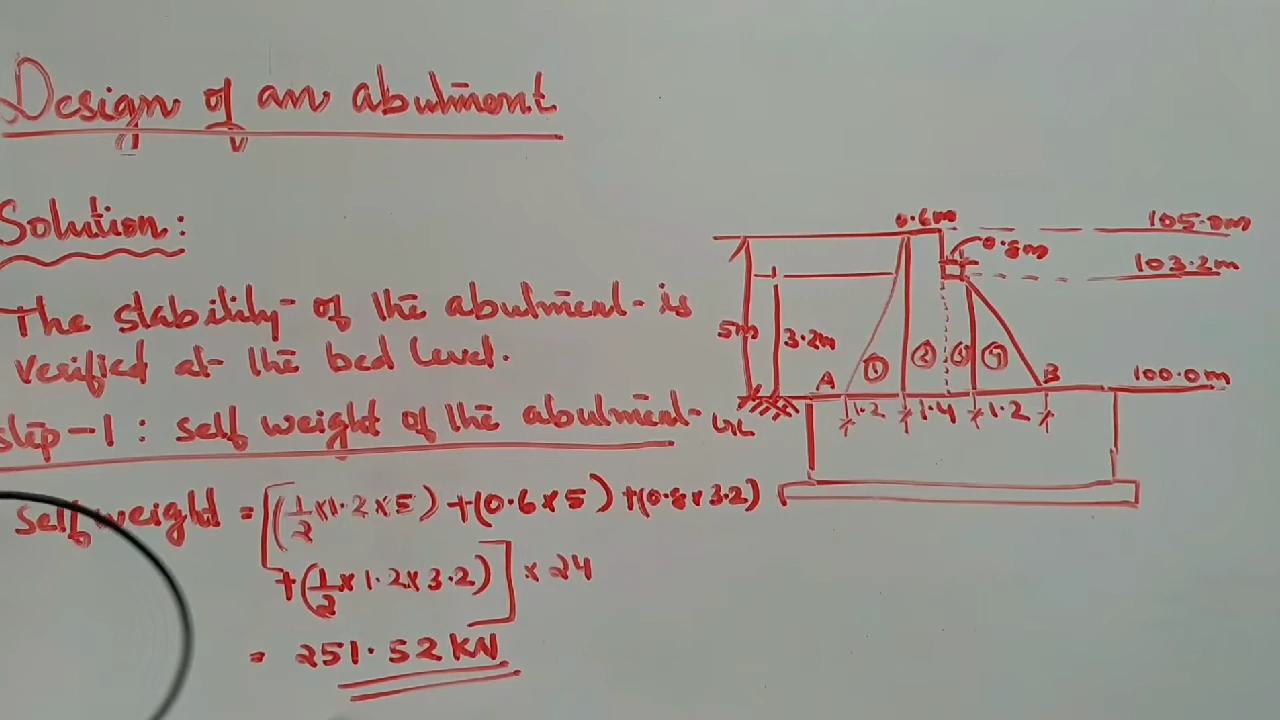 Design of an abutment
Solution:
The stability of the abutment is
verified at the bed level.
step-1: self weight of the abutment
self weight = [(1/2 x 1.2 x 5) + (0.6 x 5) + (0.8 x 3.2)
+ (1/2 x 1.2 x 3.2)] x 24
= 251.52 KN
0.6m
105.0m
0.8m
103.2m
5m
3.2m
① ② ③ ④
A
B
100.0m
1.2 1.4 1.2